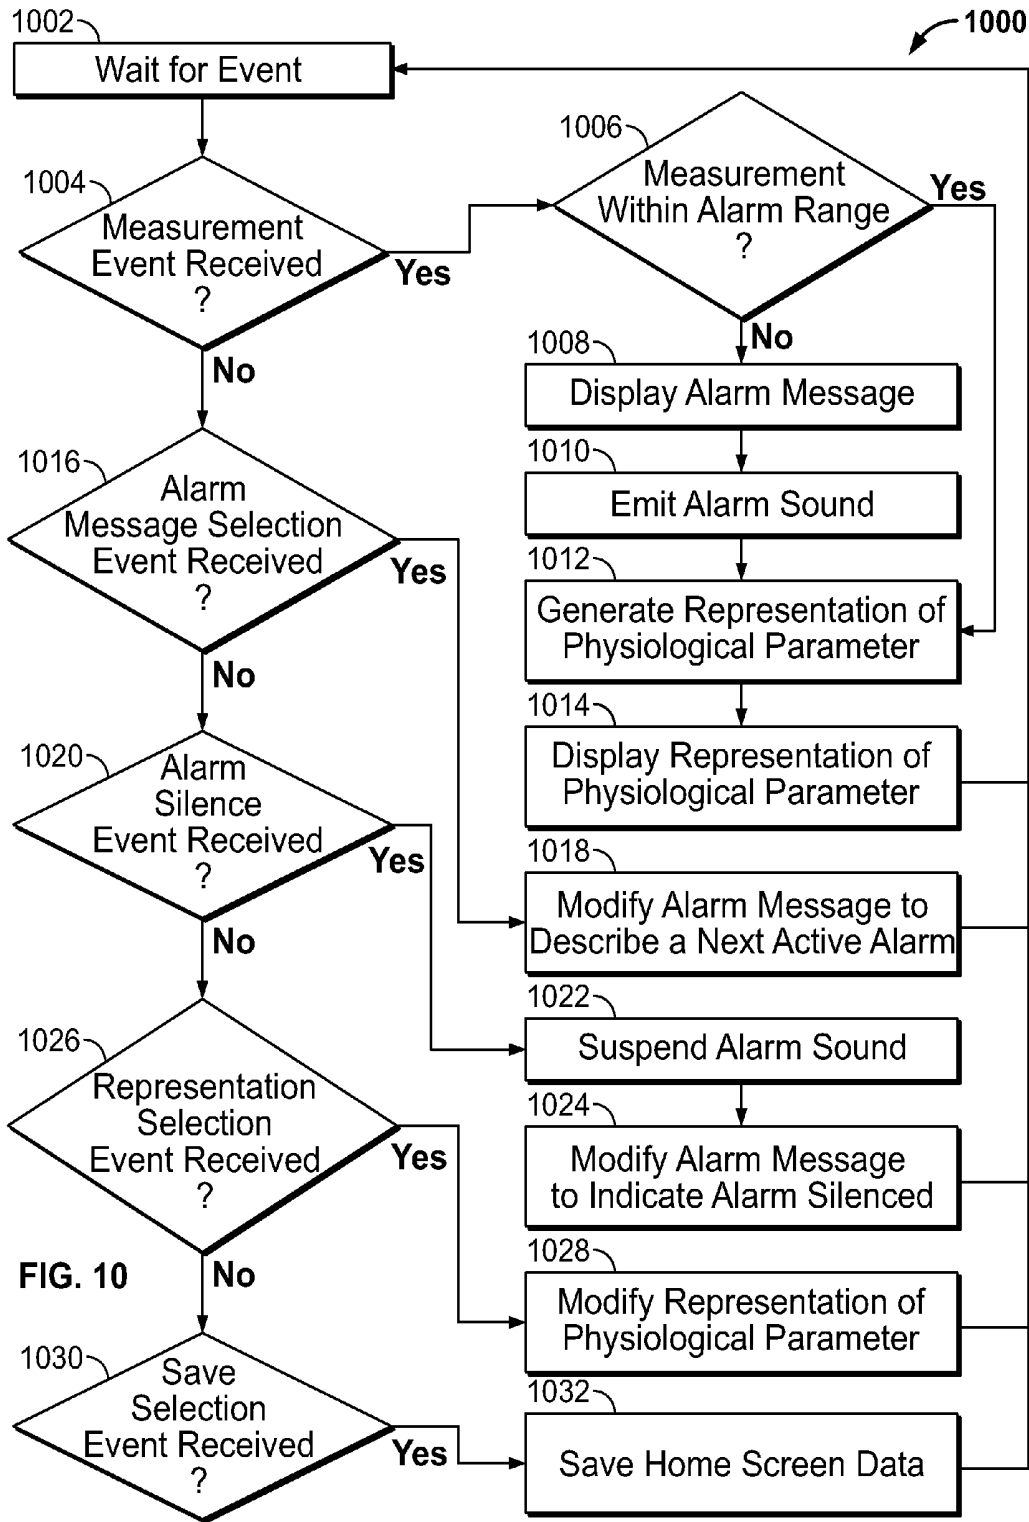 1000
1002
Wait for Event
1004
Measurement
Event Received
?
Yes
No
1006
Measurement
Within Alarm Range
?
Yes
No
1008
Display Alarm Message
1010
Emit Alarm Sound
1012
Generate Representation of
Physiological Parameter
1014
Display Representation of
Physiological Parameter
1016
Alarm
Message Selection
Event Received
?
Yes
No
1018
Modify Alarm Message to
Describe a Next Active Alarm
1020
Alarm
Silence
Event Received
?
Yes
No
1022
Suspend Alarm Sound
1024
Modify Alarm Message
to Indicate Alarm Silenced
1026
Representation
Selection
Event Received
?
Yes
No
1028
Modify Representation of
Physiological Parameter
FIG. 10
1030
Save
Selection
Event Received
?
Yes
1032
Save Home Screen Data